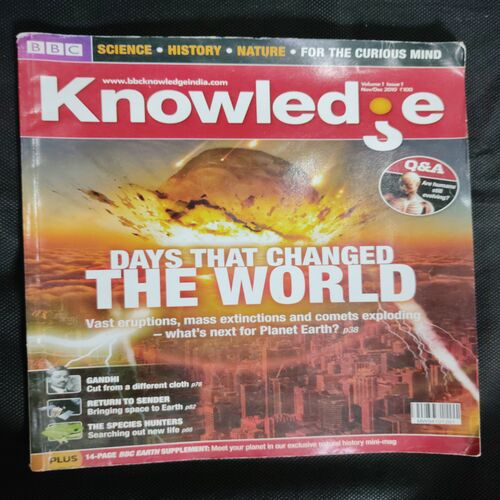 BBC
SCIENCE • HISTORY • NATURE • FOR THE CURIOUS MIND
www.bbcknowledgeindia.com
Volume 1 Issue 1
Nov/Dec 2010 ₹100
Knowledge
Q&A
Are humans
still
evolving?
DAYS THAT CHANGED
THE WORLD
Vast eruptions, mass extinctions and comets exploding
– what's next for Planet Earth? p38
GANDHI
Cut from a different cloth p76
RETURN TO SENDER
Bringing space to Earth p62
THE SPECIES HUNTERS
Searching out new life
PLUS
14-PAGE BBC EARTH SUPPLEMENT: Meet your planet in our exclusive natural history mini-mag